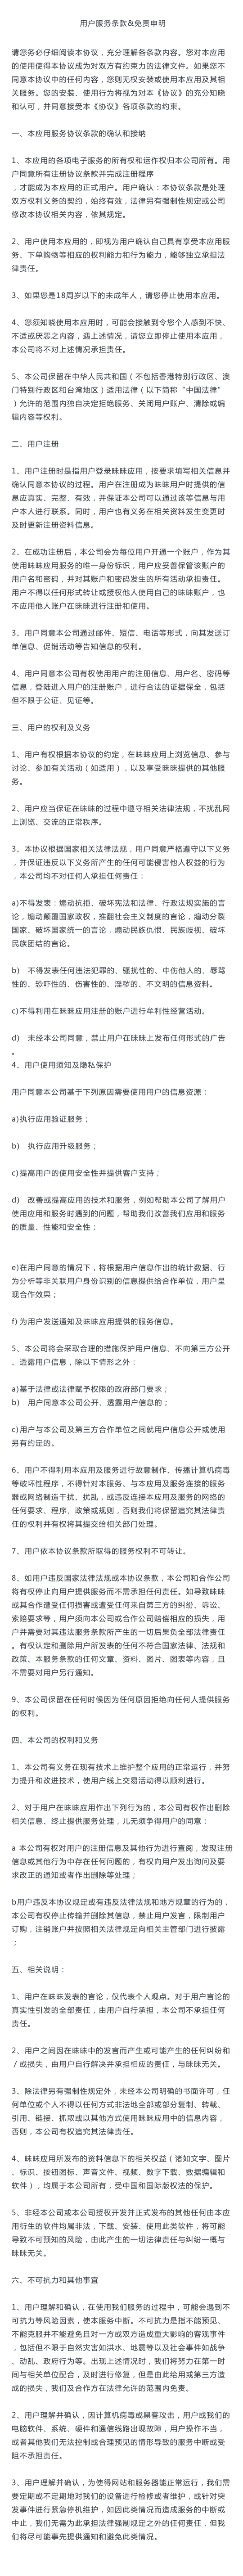 用户服务条款&免责申明
请您务必仔细阅读本协议，充分理解各条款内容。您对本应用
的使用使得本协议成为对双方有约束力的法律文件。如果您不
同意本协议中的任何内容，您则无权安装或使用本应用及其相
关服务。您的安装、使用行为将视为对本《协议》的充分知晓
和认可，并同意接受本《协议》各项条款的约束。
一、本应用服务协议条款的确认和接纳
1、本应用的各项电子服务的所有权和运作权归本公司所有。用
户同意所有注册协议条款并完成注册程序
，才能成为本应用的正式用户。用户确认：本协议条款是处理
双方权利义务的契约，始终有效，法律另有强制性规定或公司
修改本协议相关内容，依其规定。
2、用户使用本应用的，即视为用户确认自己具有享受本应用服
务、下单购物等相应的权利能力和行为能力，能够独立承担法
律责任。
3、如果您是18周岁以下的未成年人，请您停止使用本应用。
4、您须知晓使用本应用时，可能会接触到令您个人感到不快、
不适或厌恶之内容，遇上述情况，请您立即停止使用本应用，
本公司将不对上述情况承担责任。
5、本公司保留在中华人民共和国（不包括香港特别行政区、澳
门特别行政区和台湾地区）适用法律（以下简称“中国法律”
）允许的范围内独自决定拒绝服务、关闭用户账户、清除或编
辑内容等权利。
二、用户注册
1、用户注册时是指用户登录昧昧应用，按要求填写相关信息并
确认同意本协议的过程。用户在注册成为昧昧用户时提供的信
息应真实、完整、有效，并保证本公司可以通过该等信息与用
户本人进行联系。同时，用户也有义务在相关资料发生变更时
及时更新注册资料信息。
2、在成功注册后，本公司会为每位用户开通一个账户，作为其
使用昧昧应用服务的唯一身份标识，用户应妥善保管该账户的
用户名和密码，并对其账户和密码发生的所有活动承担责任。
用户不得以任何形式转让或授权他人使用自己的昧昧账户，也
不应用他人账户在昧昧进行注册和使用。
3、用户同意本公司通过邮件、短信、电话等形式，向其发送订
单信息、促销活动等告知信息的权利。
4、用户同意本公司有权使用用户的注册信息、用户名、密码等
信息，登陆进入用户的注册账户，进行合法的证据保全，包括
但不限于公证、见证等。
三、用户的权利及义务
1、用户有权根据本协议的约定，在昧昧应用上浏览信息、参与
讨论、参加有关活动（如适用），以及享受昧昧提供的其他服
务。
2、用户应当保证在昧昧的过程中遵守相关法律法规，不扰乱网
上浏览、交流的正常秩序。
3、本协议根据国家相关法律法规，用户同意严格遵守以下义务
，并保证违反以下义务所产生的任何可能侵害他人权益的行为
，本公司均不对任何人承担任何责任：
a)不得发表：煽动抗拒、破坏宪法和法律、行政法规实施的言
论，煽动颠覆国家政权，推翻社会主义制度的言论，煽动分裂
国家、破坏国家统一的言论，煽动民族仇恨、民族歧视、破坏
民族团结的言论。
b) 不得发表任何违法犯罪的、骚扰性的、中伤他人的、辱骂
性的、恐吓性的、伤害性的、淫秽的、不文明的信息资料。
c)不得利用在昧昧应用注册的账户进行牟利性经营活动。
d) 未经本公司同意，禁止用户在昧昧上发布任何形式的广告
。
4、用户使用须知及隐私保护
用户同意本公司基于下列原因需要使用用户的信息资源：
a)执行应用验证服务；
b) 执行应用升级服务；
c)提高用户的使用安全性并提供客户支持；
d) 改善或提高应用的技术和服务，例如帮助本公司了解用户
使用应用和服务时遇到的问题，帮助我们改善我们应用和服务
的质量、性能和安全性；
e)在用户同意的情况下，将根据用户信息作出的统计数据、行
为分析等非关联用户身份识别的信息提供给合作单位，用户呈
现合作效果；
f) 为用户发送通知及昧昧应用提供的服务信息。
5、本公司将会采取合理的措施保护用户信息、不向第三方公开
、透露用户信息，除以下情形之外：
a)基于法律或法律赋予权限的政府部门要求；
b) 用户同意本公司公开、透露用户信息的；
c)用户与本公司及第三方合作单位之间就用户信息公开或使用
另有约定的。
6、用户不得利用本应用及服务进行故意制作、传播计算机病毒
等破坏性程序，不得针对本服务、与本应用及服务连接的服务
器或网络制造干扰、扰乱，或违反连接本应用及服务的网络的
任何要求、程序、政策或规则，否则我们将保留追究其法律责
任的权利并有权将其提交给相关部门处理。
7、用户依本协议条款所取得的服务权利不可转让。
8、如用户违反国家法律法规或本协议条款，本公司和合作公司
将有权停止向用户提供服务而不需承担任何责任。如导致昧昧
或其合作遭受任何损害或遭受任何来自第三方的纠纷、诉讼、
索赔要求等，用户须向本公司或合作公司赔偿相应的损失，用
户并需要对其违法服务条款所产生的一切后果负全部法律责任
。有权认定和删除用户所发表的任何不符合国家法律、法规和
政策、本服务条款的任何文章、资料、图片、图表等内容，且
不需要对用户另行通知。
9、本公司保留在任何时候因为任何原因拒绝向任何人提供服务
的权利。
四、本公司的权利和义务
1、本公司有义务在现有技术上维护整个应用的正常运行，并努
力提升和改进技术，使用户线上交易活动得以顺利进行。
2、对于用户在昧昧应用作出下列行为的，本公司有权作出删除
相关信息、终止提供服务处理，儿无须争得用户的同意：
a 本公司有权对用户的注册信息及其他行为进行查阅，发现注册
信息或其他行为中存在任何问题的，有权向用户发出询问及要
求改正的通知或者作出删除等处理；
b用户违反本协议规定或有违反法律法规和地方规章的行为的，
本公司有权停止传输并删除其信息，禁止用户发言，限制用户
订购，注销账户并按照相关法律规定向相关主管部门进行披露
；
五、相关说明：
1、用户在昧昧发表的言论，仅代表个人观点。对于用户言论的
真实性引发的全部责任，由用户自行承担，本公司不承担任何
责任。
2、用户之间因在昧昧中的发言而产生或可能产生的任何纠纷和
/ 或损失，由用户自行解决并承担相应的责任，与昧昧无关。
3、除法律另有强制性规定外，未经本公司明确的书面许可，任
何单位或个人不得以任何方式非法地全部或部分复制、转载、
引用、链接、抓取或以其他方式使用昧昧应用中的信息内容，
否则，本公司有权追究其法律责任。
4、昧昧应用所发布的资料信息下的相关权益（诸如文字、图片
、标识、按钮图标、声音文件、视频、数字下载、数据编辑和
软件），均属于本公司所有，受中国和国际版权法的保护。
5、非经本公司或本公司授权开发并正式发布的其他任何由本应
用衍生的软件均属非法，下载、安装、使用此类软件，将可能
导致不可预知的风险，由此产生的一切法律责任与纠纷一概与
昧昧无关。
六、不可抗力和其他事宜
1、用户理解和确认，在使用我们服务的过程中，可能会遇到不
可抗力等风险因素，使本服务中断。不可抗力是指不能预见、
不能克服并不能避免且对一方或双方造成重大影响的客观事件
，包括但不限于自然灾害如洪水、地震等以及社会事件如战争
、动乱、政府行为等。出现上述情况时，我们将努力在第一时
间与相关单位配合，及时进行修复，但是由此给用或第三方造
成的损失，我们及合作方在法律允许的范围内免责。
2、用户理解并确认，因计算机病毒或黑客攻击，用户或我们的
电脑软件、系统、硬件和通信线路出现故障，用户操作不当，
或者其他我们无法控制或合理预见的情形导致的服务中断或受
阻不承担责任。
3、用户理解并确认，为使得网站和服务器能正常运行，我们需
要定期或不定期地对我们的设备进行检修或者维护，或针对突
发事件进行紧急停机维护，如因此类情况而造成服务的中断或
中止，我们无需为此承担法律强制规定之外的任何责任，但我
们将尽可能事先提供通知和避免此类情况。